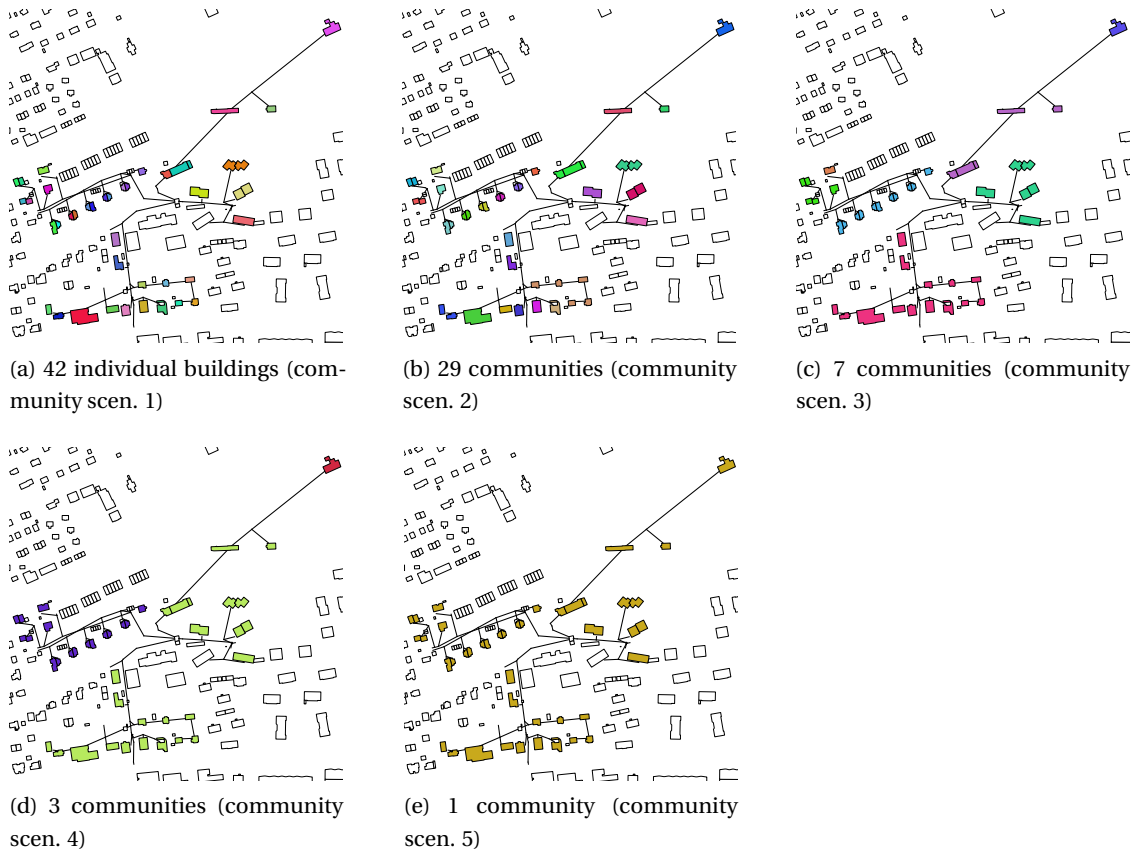 (a) 42 individual buildings (com-
munity scen. 1)
(b) 29 communities (community
scen. 2)
(c) 7 communities (community
scen. 3)
(d) 3 communities (community
scen. 4)
(e) 1 community (community
scen. 5)